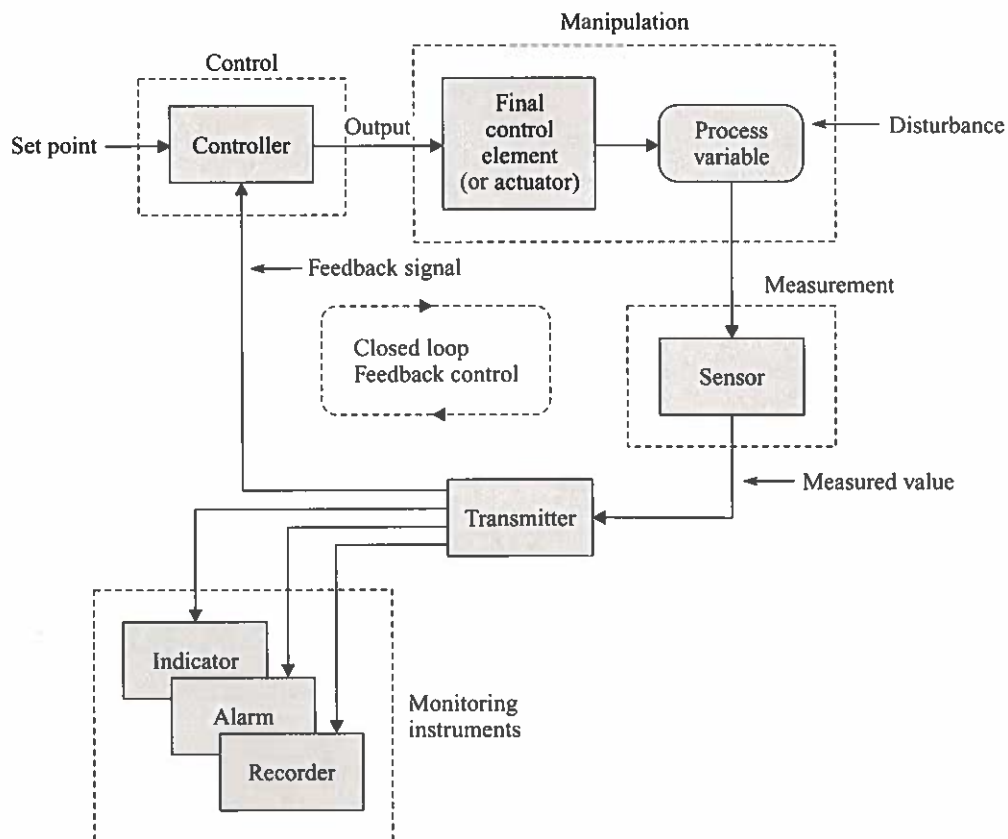 Manipulation
Control
Set point
Controller
Output
Final
control
element
(or actuator)
Process
variable
Disturbance
Feedback signal
Measurement
Closed loop
Feedback control
Sensor
Measured value
Transmitter
Indicator
Alarm
Recorder
Monitoring
instruments